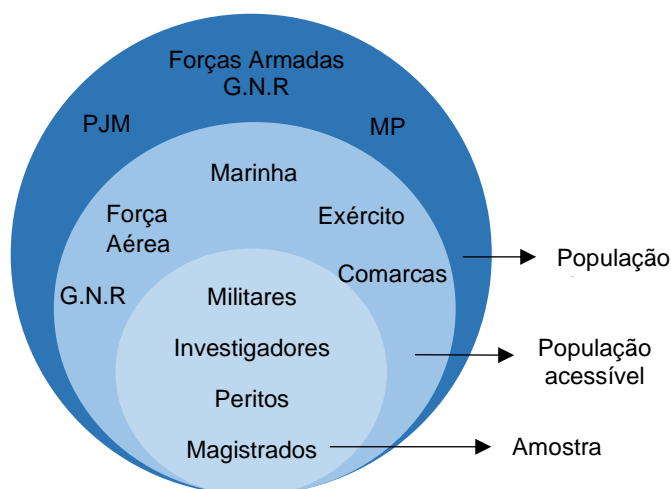 Forças Armadas
G.N.R
PJM
MP
Marinha
Força
Aérea
Exército
Comarcas
G.N.R
Militares
Investigadores
Peritos
Magistrados
População
População
acessível
Amostra